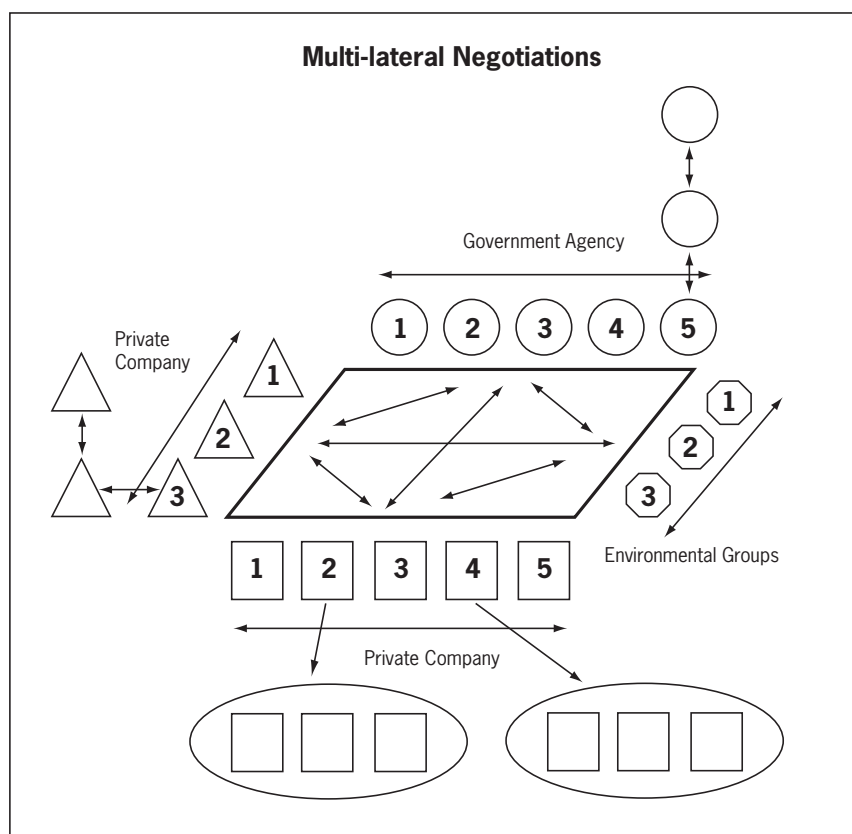 Multi-lateral Negotiations
Government Agency
1 2 3 4 5
Private
Company
1
2
3
1
2
3
Environmental Groups
1 2 3 4 5
Private Company